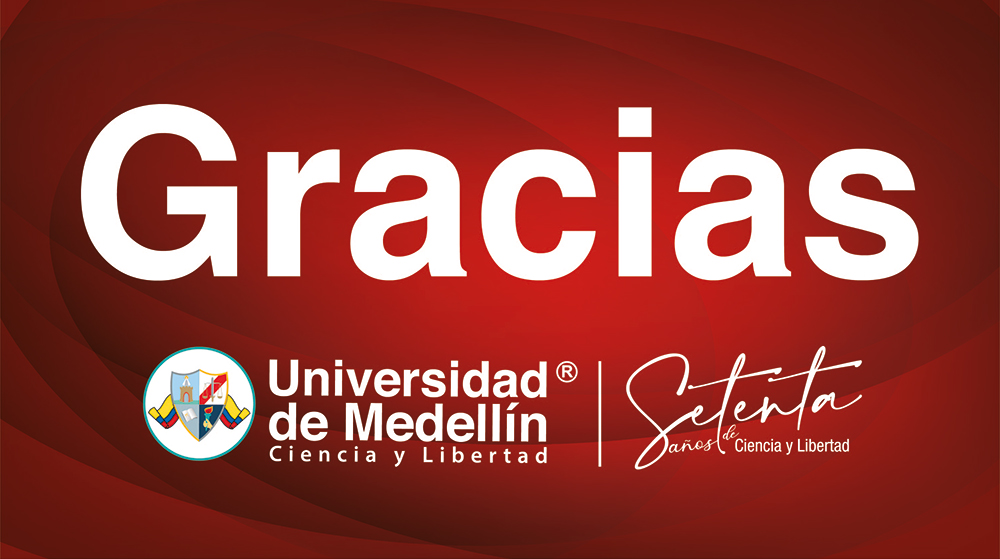 Gracias
Universidad®
de Medellín
Ciencia y Libertad
Setenta
años de
Ciencia y Libertad